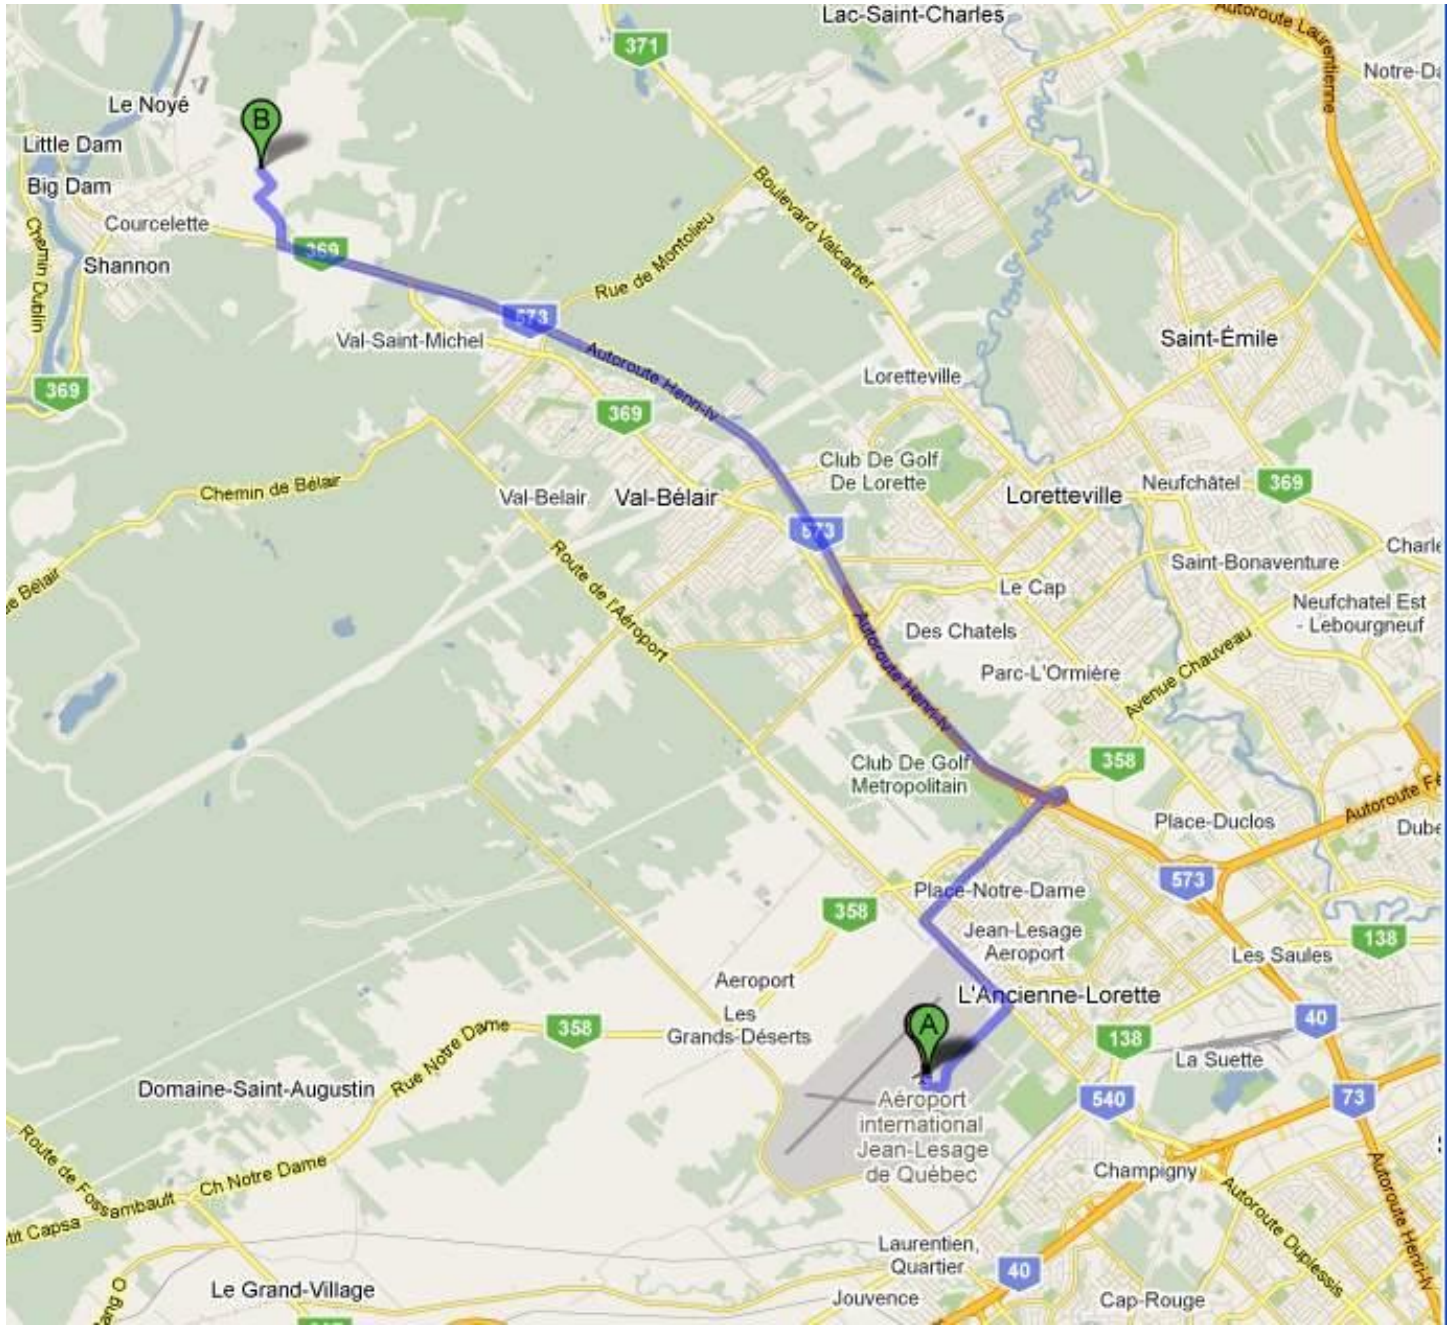 Lac-Saint-Charles
Autoroute Laurentienne
371
Notre-Da
Le Noyé
B
Little Dam
Big Dam
Courcelette
Boulevard Valcartier
369
Rue de Montolieu
Shannon
Chemin Dublin
573
Val-Saint-Michel
Autoroute Henri-Iv
Saint-Émile
Loretteville
369
369
Club De Golf
De Lorette
Chemin de Bélair
Val-Belair
Val-Bélair
Loretteville
Neufchâtel
369
573
Route de l'Aéroport
Charle
Saint-Bonaventure
de Bélair
Le Cap
Neufchatel Est
- Lebourgneuf
Des Chatels
Autoroute Henri-Iv
Parc-L'Ormière
Avenue Chauveau
Club De Golf
Metropolitain
358
Autoroute Fé
Place-Duclos
Dube
573
Place-Notre-Dame
358
Jean-Lesage
Aeroport
138
Les Saules
Aeroport
L'Ancienne-Lorette
Les
Grands-Déserts
358
A
40
138
Rue Notre Dame
La Suette
Domaine-Saint-Augustin
Aéroport
international
Jean-Lesage
de Québec
540
73
Route de Fossambault
Ch Notre Dame
Champigny
Autoroute Duplessis
Autoroute Henri-Iv
tit Capsa
Laurentien,
Quartier
40
Le Grand-Village
Jouvence
Cap-Rouge
ang O